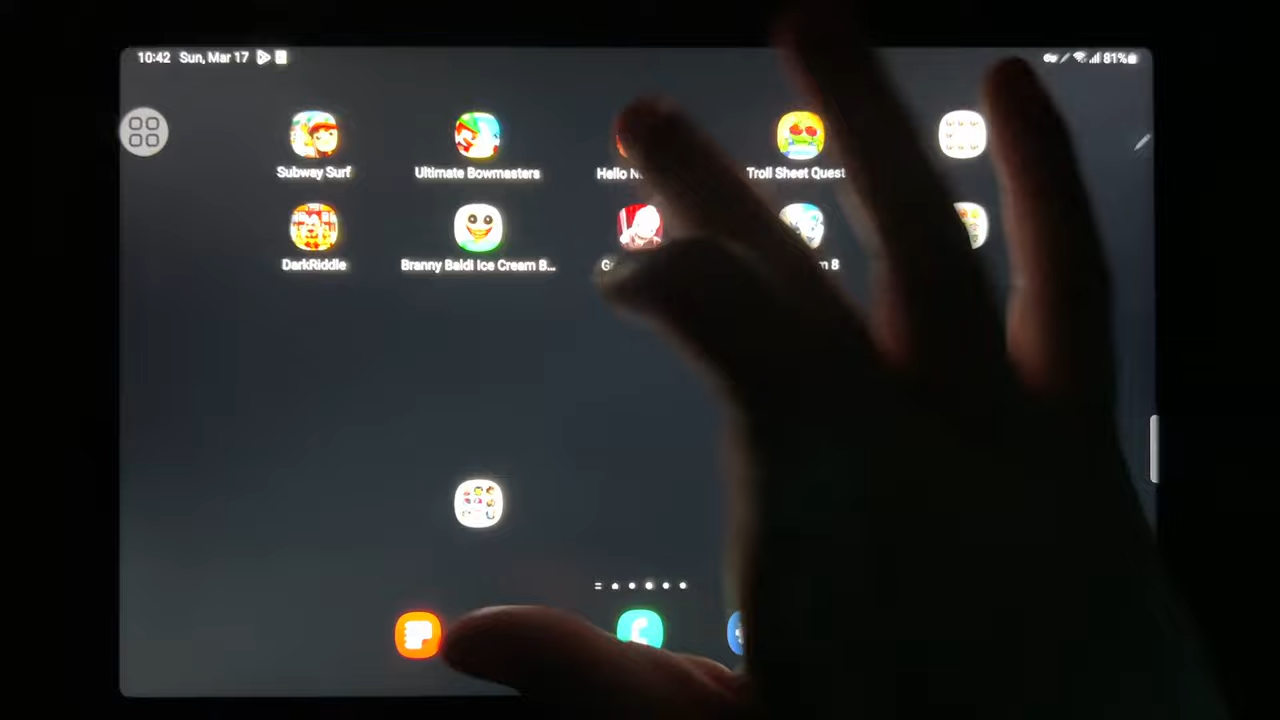 10:42 Sun, Mar 17 81%
Subway Surf Ultimate Bowmasters Hello Troll Sheet Quest
DarkRiddle Branny Baldi Ice Cream B... 8